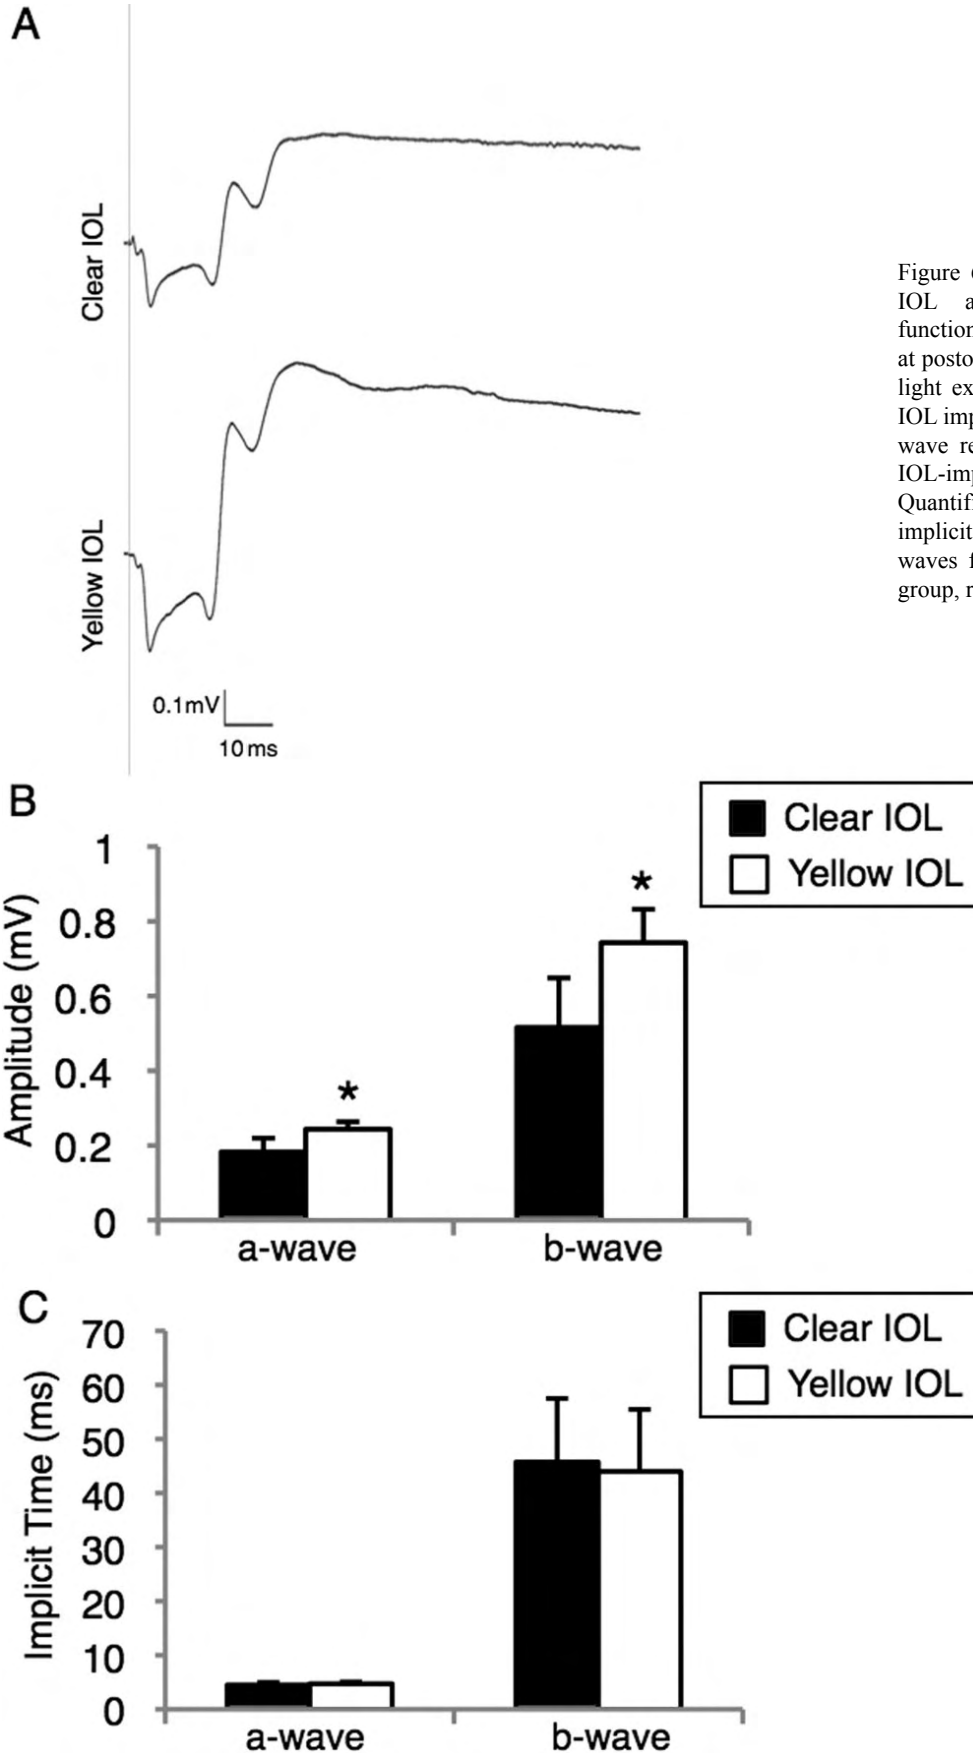 A
Clear IOL
Yellow IOL
0.1mV
10 ms
Figure
IOL a
function
at posto
light ex
IOL imp
wave re
IOL-imp
Quantifi
implicit
waves f
group, r
B
Clear IOL
Yellow IOL
Amplitude (mV)
1
0.8
0.6
0.4
0.2
0
*
*
a-wave b-wave
C
Clear IOL
Yellow IOL
Implicit Time (ms)
70
60
50
40
30
20
10
0
a-wave b-wave